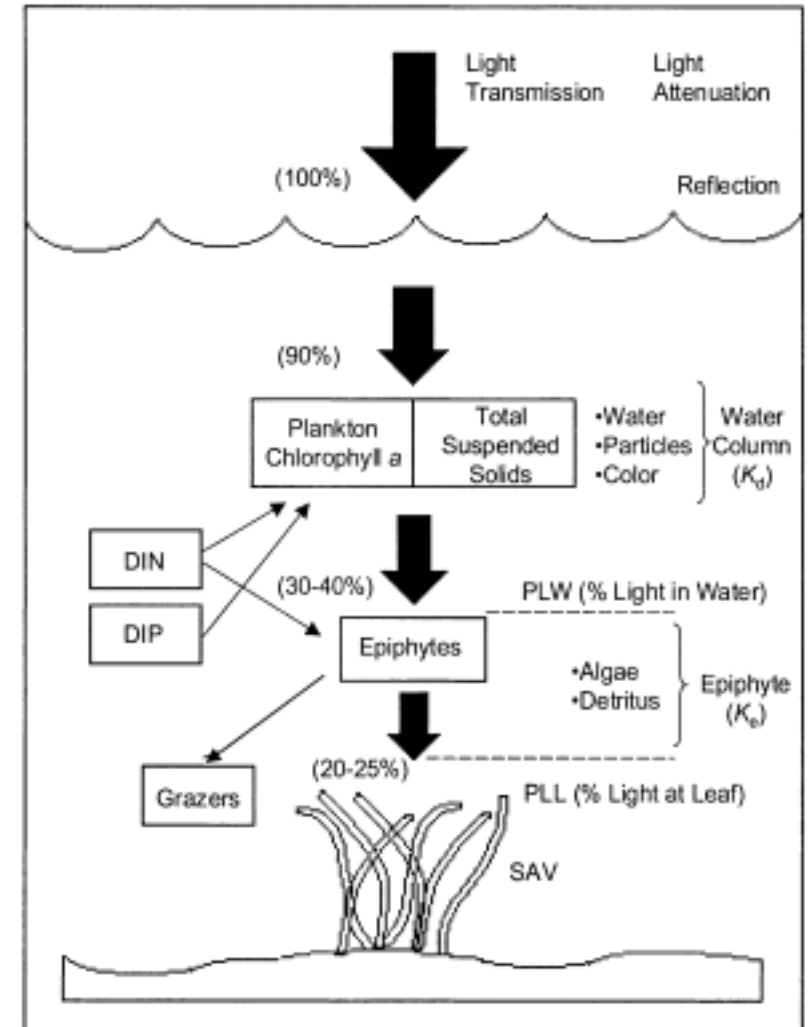 Light
Transmission
Light
Attenuation
(100%)
Reflection
(90%)
Plankton
Chlorophyll a
Total
Suspended
Solids
•Water
•Particles
•Color
Water
Column
(Kd)
DIN
(30-40%)
PLW (% Light in Water)
DIP
Epiphytes
•Algae
•Detritus
Epiphyte
(Ke)
Grazers
(20-25%)
PLL (% Light at Leaf)
SAV